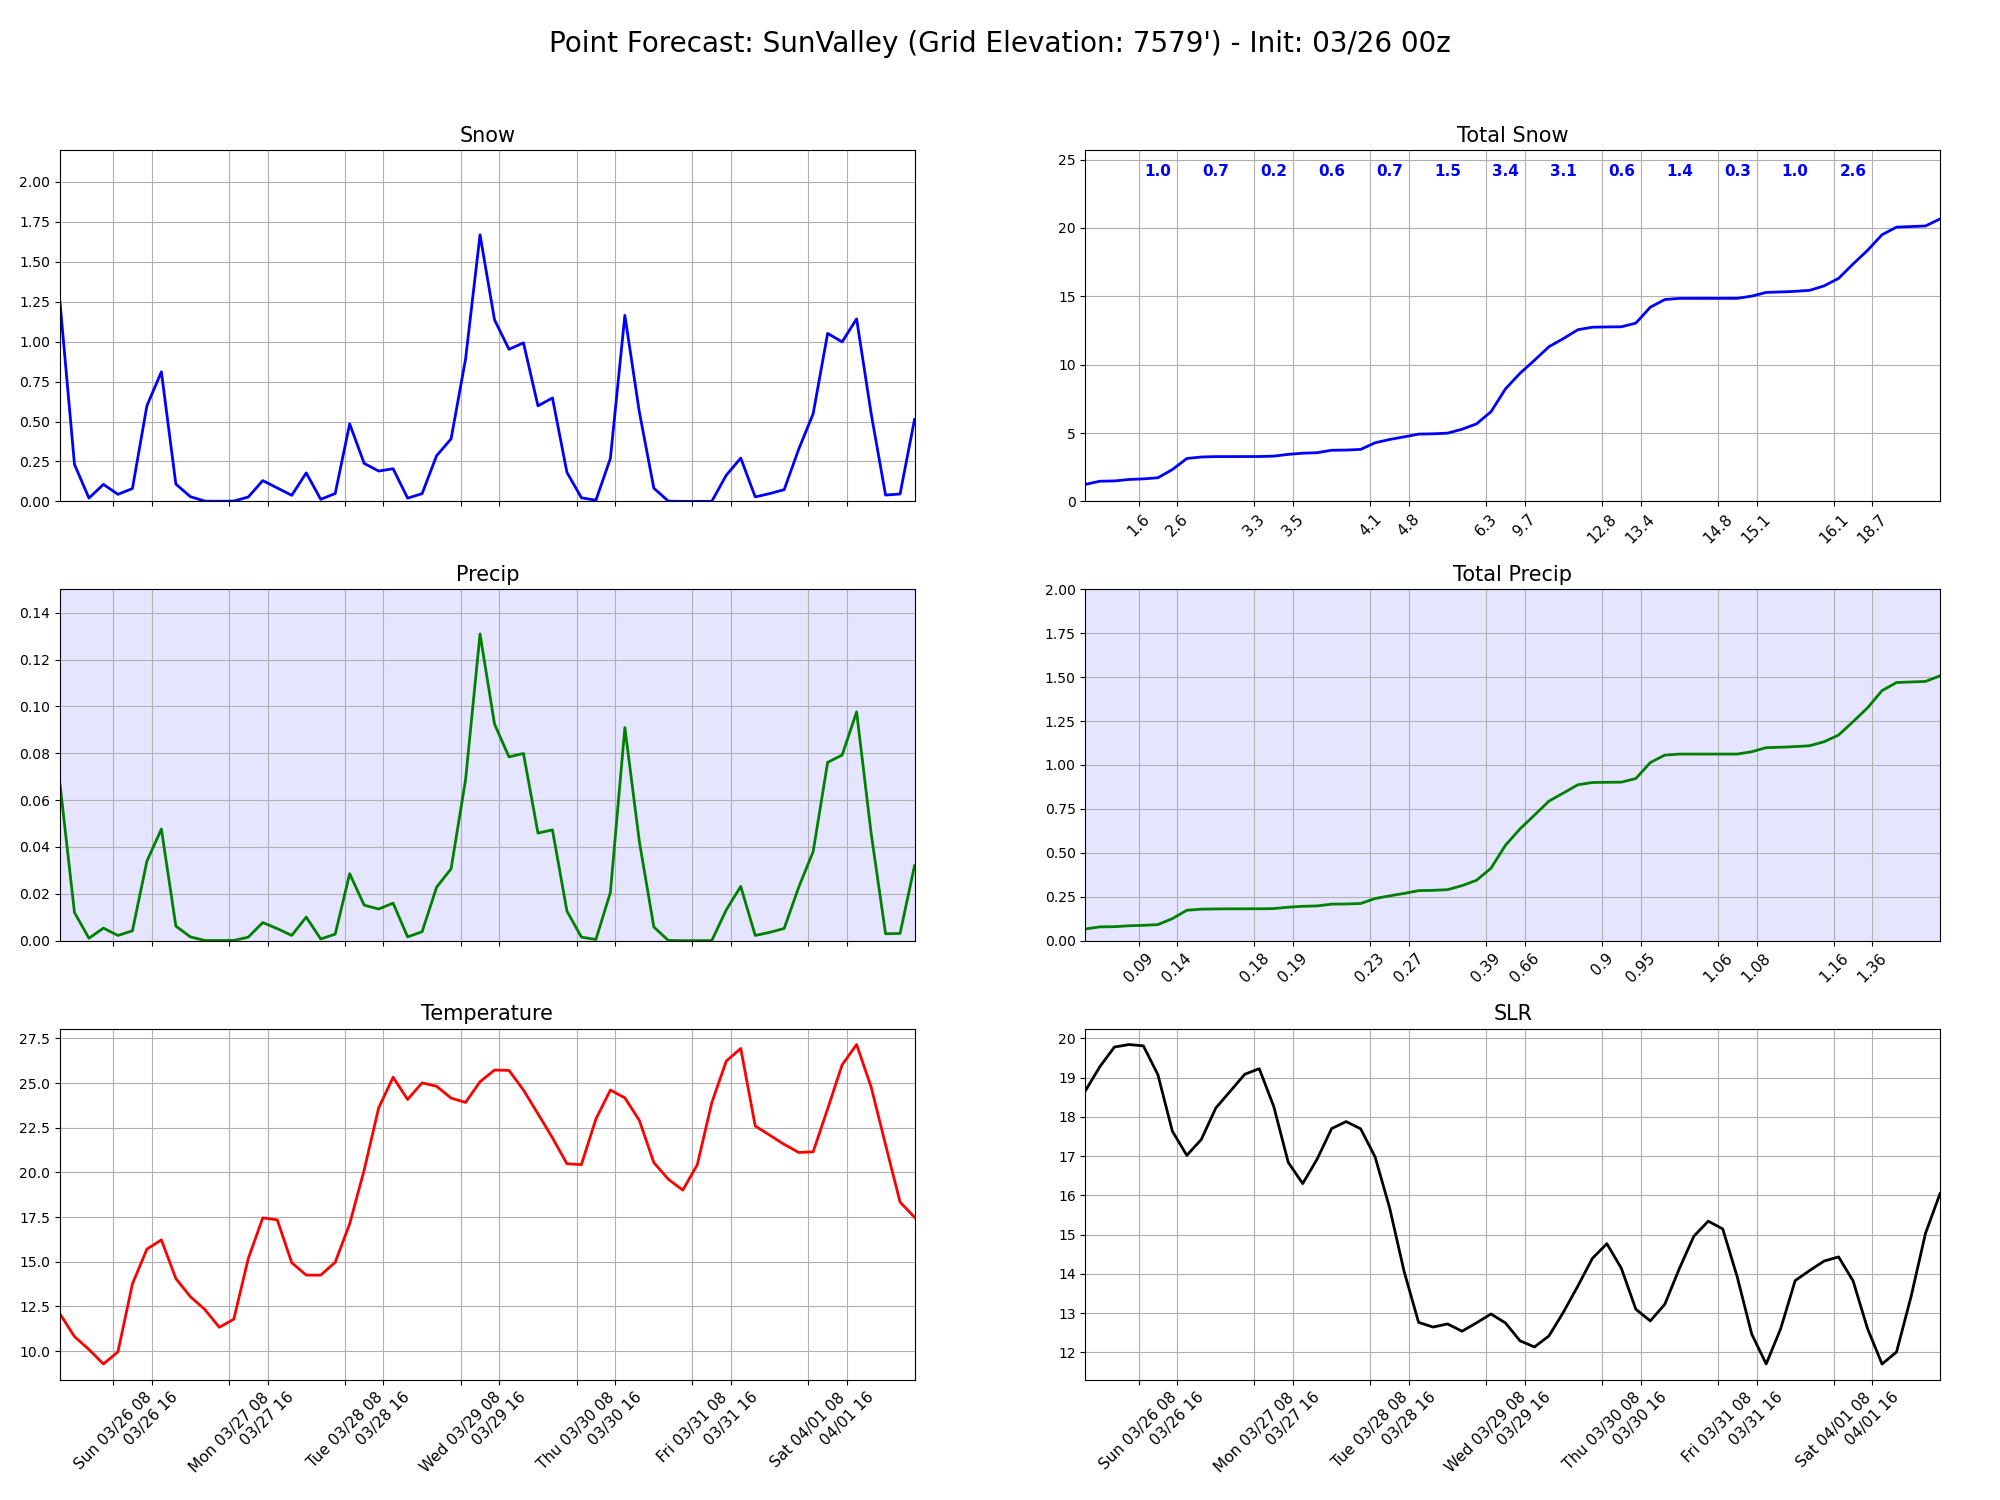 Point Forecast: SunValley (Grid Elevation: 7579') - Init: 03/26 00z
Snow
2.00
1.75
1.50
1.25
1.00
0.75
0.50
0.25
0.00
Total Snow
25
20
15
10
5
0
1.0 0.7 0.2 0.6 0.7 1.5 3.4 3.1 0.6 1.4 0.3 1.0 2.6
1.6 2.6 3.3 3.5 4.1 4.8 6.3 9.7 12.8 13.4 14.8 15.1 16.1 18.7
Precip
0.14
0.12
0.10
0.08
0.06
0.04
0.02
0.00
Total Precip
2.00
1.75
1.50
1.25
1.00
0.75
0.50
0.25
0.00
0.09 0.14 0.18 0.19 0.23 0.27 0.39 0.66 0.9 0.95 1.06 1.08 1.16 1.36
Temperature
27.5
25.0
22.5
20.0
17.5
15.0
12.5
10.0
Sun 03/26 08
03/26 16
Mon 03/27 08
03/27 16
Tue 03/28 08
03/28 16
Wed 03/29 08
03/29 16
Thu 03/30 08
03/30 16
Fri 03/31 08
03/31 16
Sat 04/01 08
04/01 16
SLR
20
19
18
17
16
15
14
13
12
Sun 03/26 08
03/26 16
Mon 03/27 08
03/27 16
Tue 03/28 08
03/28 16
Wed 03/29 08
03/29 16
Thu 03/30 08
03/30 16
Fri 03/31 08
03/31 16
Sat 04/01 08
04/01 16